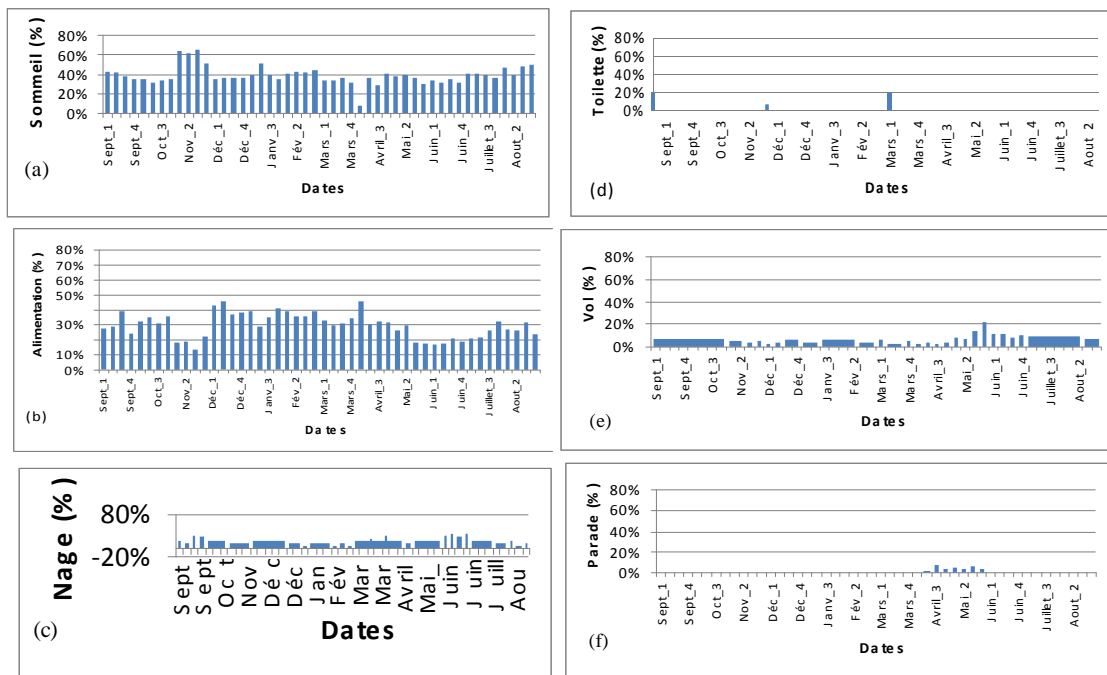 Sommeil (%)
80%
60%
40%
20%
0%
Sept_1
Sept_4
Oct_3
Nov_2
Déc_1
Déc_4
Janv_3
Fév_2
Mars_1
Mars_4
Avril_3
Mai_2
Juin_1
Juin_4
Juillet_3
Aout_2
(a)
Dates
Toilette (%)
80%
60%
40%
20%
0%
Sept_1
Sept_4
Oct_3
Nov_2
Déc_1
Déc_4
Janv_3
Fév_2
Mars_1
Mars_4
Avril_3
Mai_2
Juin_1
Juin_4
Juillet_3
Aout_2
(d)
Dates
Alimentation (%)
80%
70%
60%
50%
40%
30%
20%
10%
0%
Sept_1
Sept_4
Oct_3
Nov_2
Déc_1
Déc_4
Janv_3
Fév_2
Mars_1
Mars_4
Avril_3
Mai_2
Juin_1
Juin_4
Juillet_3
Aout_2
(b)
Dates
Vol (%)
80%
60%
40%
20%
0%
Sept_1
Sept_4
Oct_3
Nov_2
Déc_1
Déc_4
Janv_3
Fév_2
Mars_1
Mars_4
Avril_3
Mai_2
Juin_1
Juin_4
Juillet_3
Aout_2
(e)
Dates
Nage (%)
80%
-20%
Sept
Sept
Oct
Nov
Déc
Déc
Jan
Fév
Mar
Mar
Avril
Mai_
Juin
Juin
Juill
Aou
(c)
Dates
Parade (%)
80%
60%
40%
20%
0%
Sept_1
Sept_4
Oct_3
Nov_2
Déc_1
Déc_4
Janv_3
Fév_2
Mars_1
Mars_4
Avril_3
Mai_2
Juin_1
Juin_4
Juillet_3
Aout_2
(f)
Dates